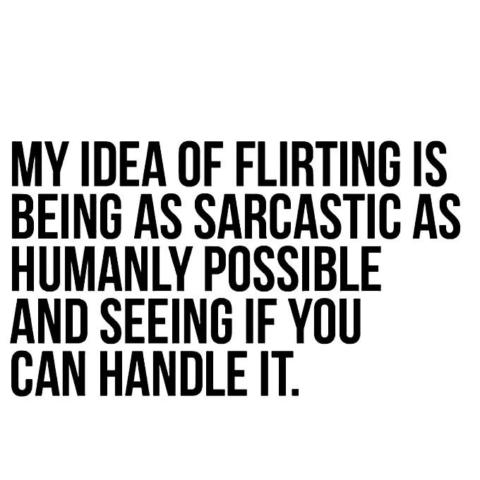 MY IDEA OF FLIRTING IS
BEING AS SARCASTIC AS
HUMANLY POSSIBLE
AND SEEING IF YOU
CAN HANDLE IT.